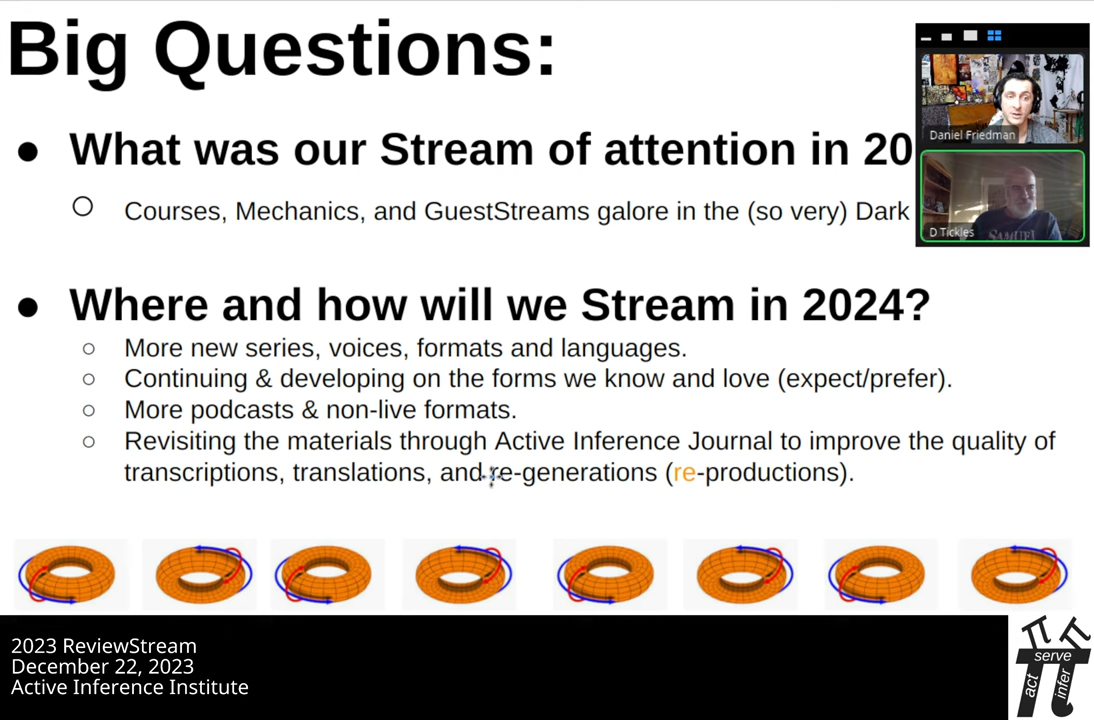 Big Questions:
● What was our Stream of attention in 20
○ Courses, Mechanics, and GuestStreams galore in the (so very) Dark
Daniel Friedman
D Tickles
SAMUEL
● Where and how will we Stream in 2024?
○ More new series, voices, formats and languages.
○ Continuing & developing on the forms we know and love (expect/prefer).
○ More podcasts & non-live formats.
○ Revisiting the materials through Active Inference Journal to improve the quality of
transcriptions, translations, and re-generations (re-productions).
2023 ReviewStream
December 22, 2023
Active Inference Institute
π π
serve
π
act
infer